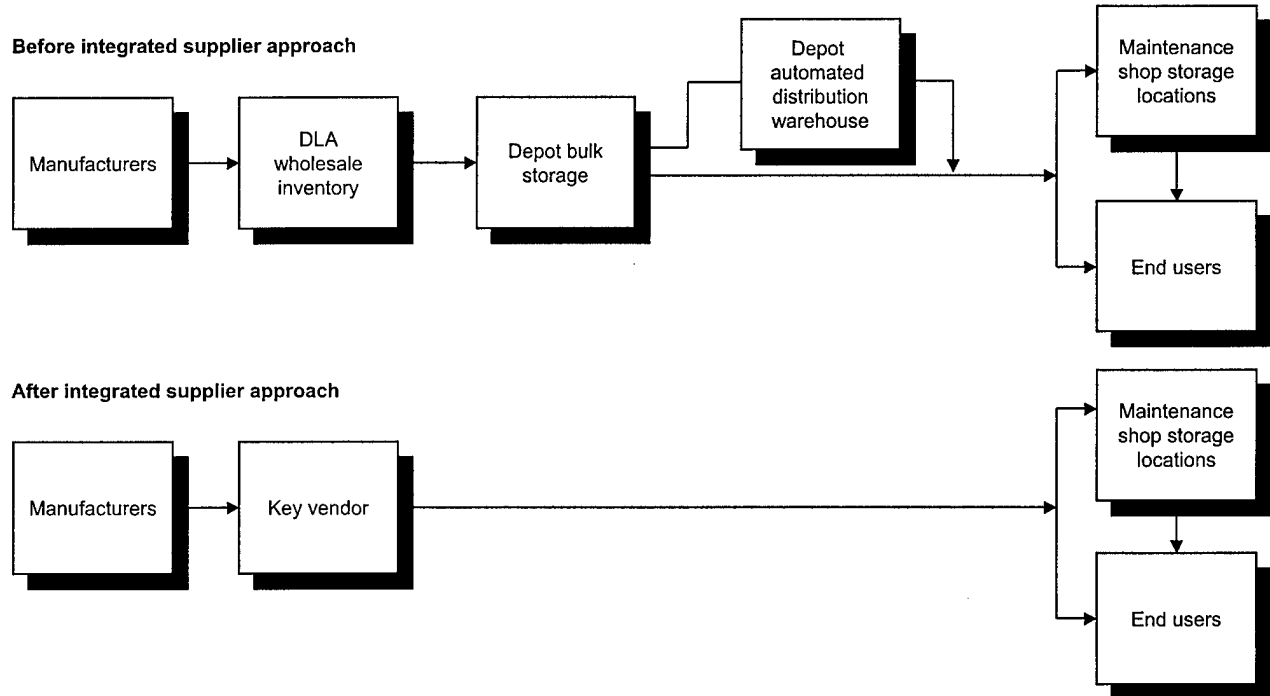 Before integrated supplier approach
Manufacturers
DLA
wholesale
inventory
Depot bulk
storage
Depot
automated
distribution
warehouse
Maintenance
shop storage
locations
End users
After integrated supplier approach
Manufacturers
Key vendor
Maintenance
shop storage
locations
End users